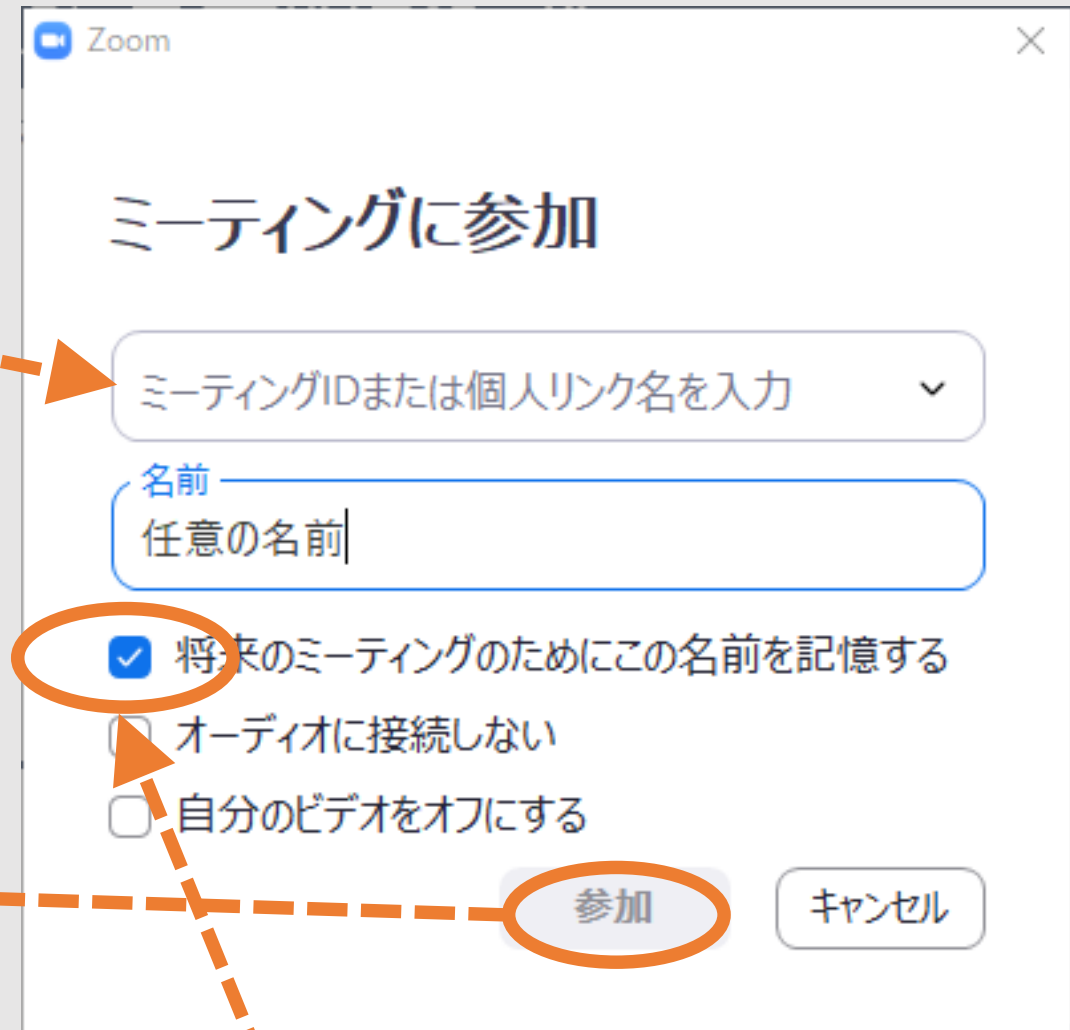 Zoom
ミーティングに参加
ミーティングIDまたは個人リンク名を入力
名前
任意の名前
将来のミーティングのためにこの名前を記憶する
オーディオに接続しない
自分のビデオをオフにする
参加 キャンセル